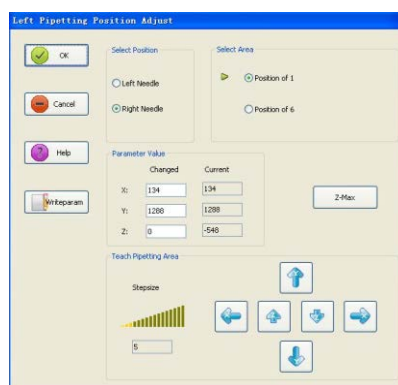 Left Pipetting Position Adjust
OK
Cancel
Help
Writeparam
Select Position
Left Needle
Right Needle
Select Area
Position of 1
Position of 6
Parameter Value
Changed Current
X: 134 134
Y: 1288 1288
Z: 0 -548
Z-Max
Teach Pipetting Area
Stepsize
5